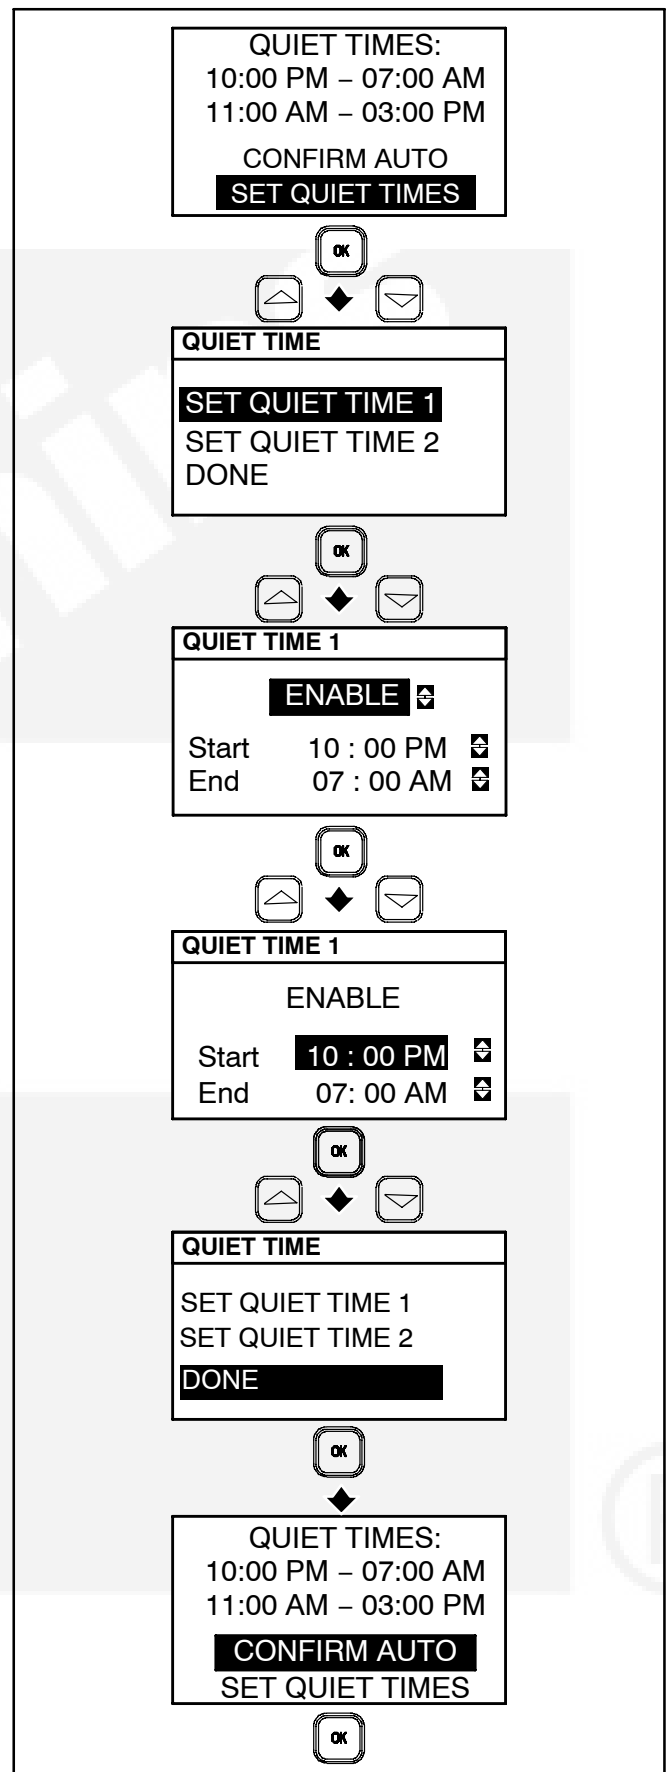 QUIET TIMES:
10:00 PM – 07:00 AM
11:00 AM – 03:00 PM
CONFIRM AUTO
SET QUIET TIMES
OK
QUIET TIME
SET QUIET TIME 1
SET QUIET TIME 2
DONE
OK
QUIET TIME 1
ENABLE
Start 10 : 00 PM
End 07 : 00 AM
OK
QUIET TIME 1
ENABLE
Start 10 : 00 PM
End 07: 00 AM
OK
QUIET TIME
SET QUIET TIME 1
SET QUIET TIME 2
DONE
OK
QUIET TIMES:
10:00 PM – 07:00 AM
11:00 AM – 03:00 PM
CONFIRM AUTO
SET QUIET TIMES
OK